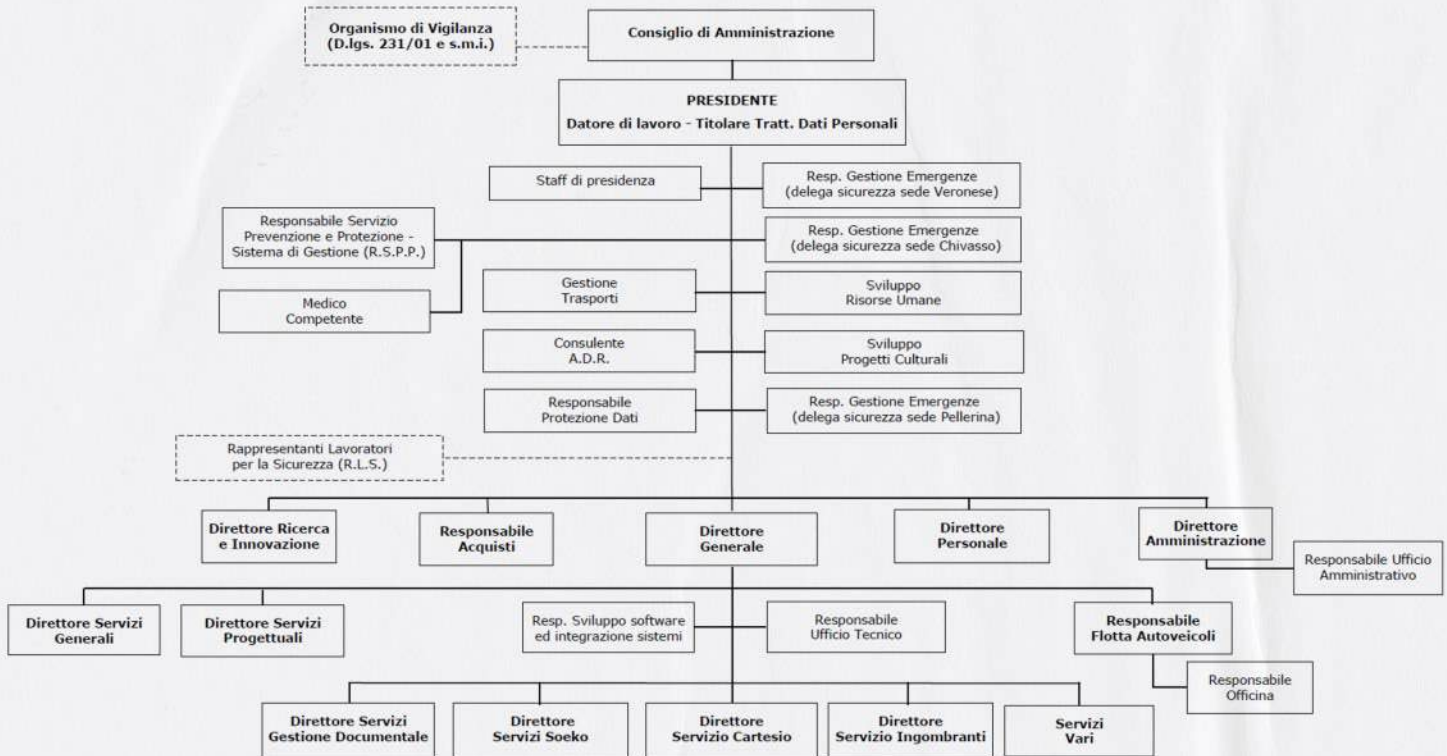 Organismo di Vigilanza
(D.lgs. 231/01 e s.m.i.)
Consiglio di Amministrazione
PRESIDENTE
Datore di lavoro - Titolare Tratt. Dati Personali
Staff di presidenza
Resp. Gestione Emergenze
(delega sicurezza sede Veronese)
Responsabile Servizio
Prevenzione e Protezione -
Sistema di Gestione (R.S.P.P.)
Resp. Gestione Emergenze
(delega sicurezza sede Chivasso)
Medico
Competente
Gestione
Trasporti
Sviluppo
Risorse Umane
Consulente
A.D.R.
Sviluppo
Progetti Culturali
Responsabile
Protezione Dati
Resp. Gestione Emergenze
(delega sicurezza sede Pellerina)
Rappresentanti Lavoratori
per la Sicurezza (R.L.S.)
Direttore Ricerca
e Innovazione
Responsabile
Acquisti
Direttore
Generale
Direttore
Personale
Direttore
Amministrazione
Responsabile Ufficio
Amministrativo
Direttore Servizi
Generali
Direttore Servizi
Progettuali
Resp. Sviluppo software
ed integrazione sistemi
Responsabile
Ufficio Tecnico
Responsabile
Flotta Autoveicoli
Responsabile
Officina
Direttore Servizi
Gestione Documentale
Direttore
Servizi Soeko
Direttore
Servizio Cartesio
Direttore
Servizio Ingombranti
Servizi
Vari